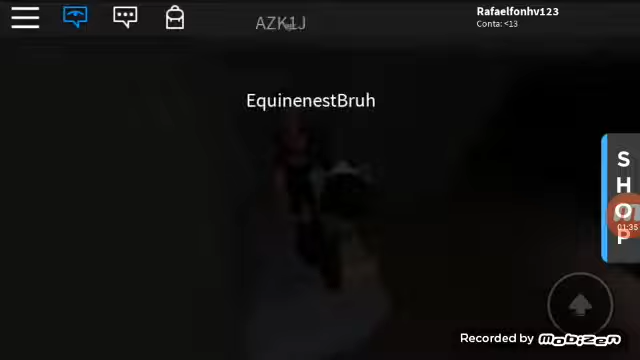 AZK1J
Rafaelfonhv123
Conta: <13
EquinenestBruh
SHOP
01:35
Recorded by Mobizen